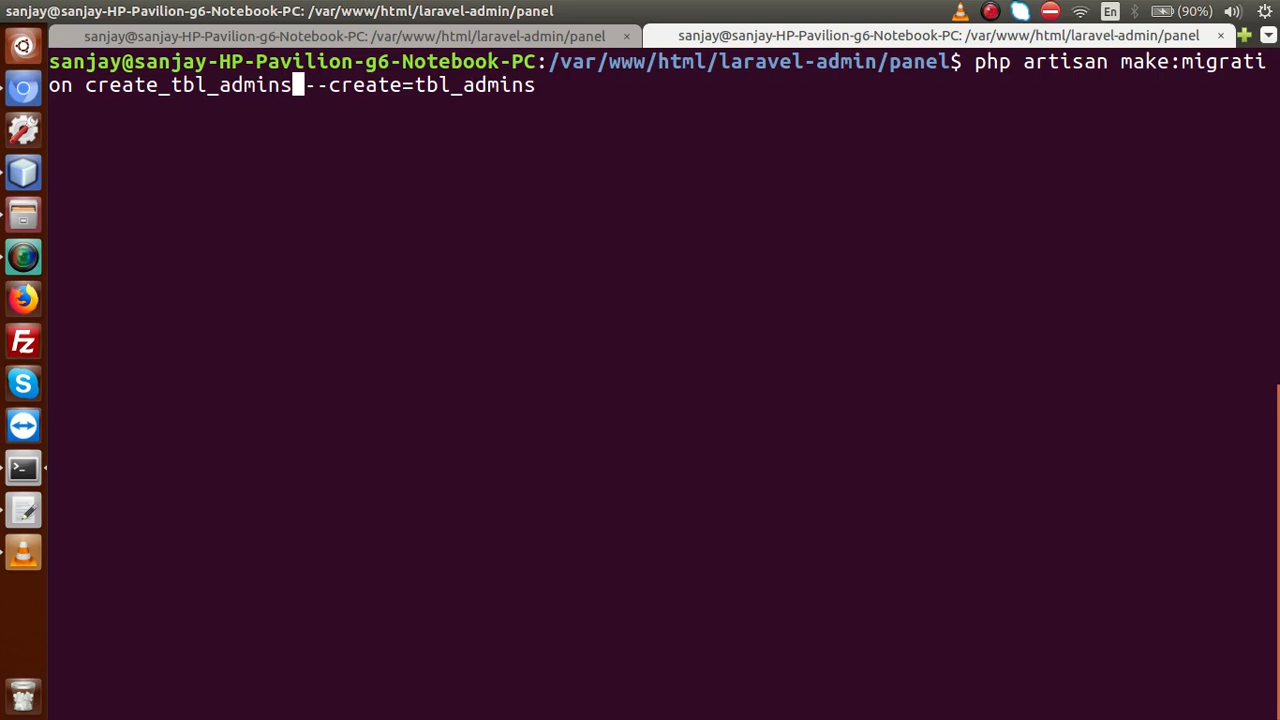 sanjay@sanjay-HP-Pavilion-g6-Notebook-PC: /var/www/html/laravel-admin/panel
En
(90%)
sanjay@sanjay-HP-Pavilion-g6-Notebook-PC: /var/www/html/laravel-admin/panel ×
sanjay@sanjay-HP-Pavilion-g6-Notebook-PC: /var/www/html/laravel-admin/panel ×
sanjay@sanjay-HP-Pavilion-g6-Notebook-PC:/var/www/html/laravel-admin/panel$ php artisan make:migrati
on create_tbl_admins --create=tbl_admins
Fz
S
>_